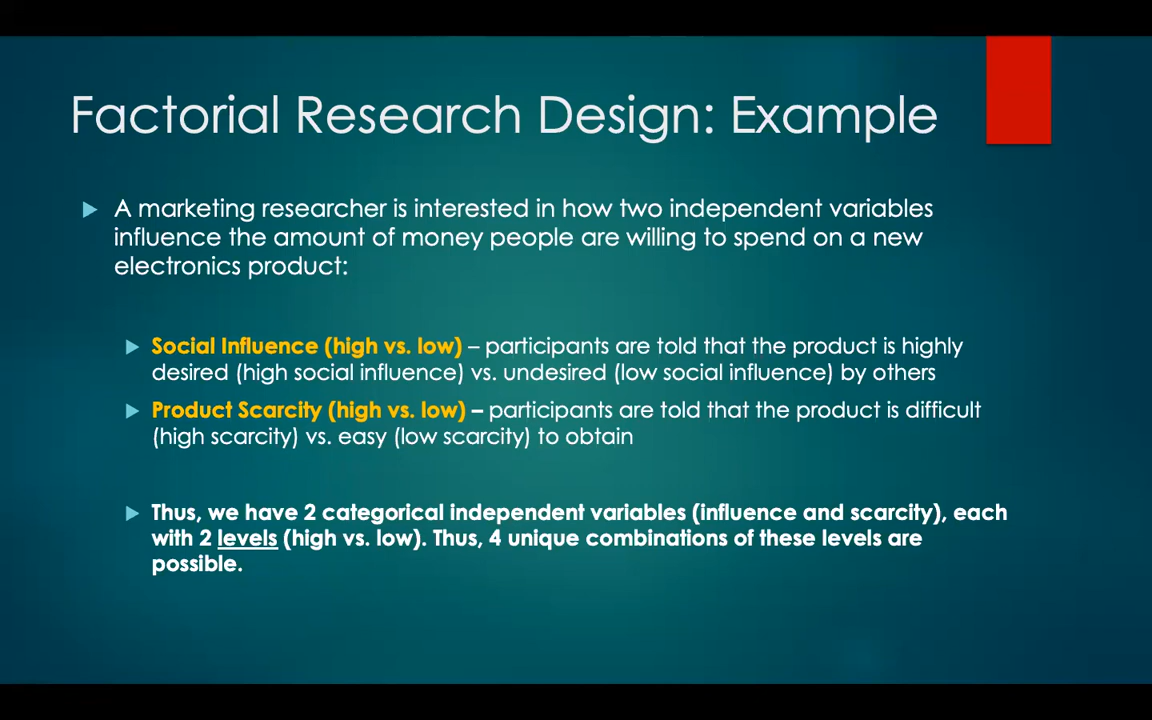 Factorial Research Design: Example
A marketing researcher is interested in how two independent variables
influence the amount of money people are willing to spend on a new
electronics product:
Social Influence (high vs. low) – participants are told that the product is highly
desired (high social influence) vs. undesired (low social influence) by others
Product Scarcity (high vs. low) – participants are told that the product is difficult
(high scarcity) vs. easy (low scarcity) to obtain
Thus, we have 2 categorical independent variables (influence and scarcity), each
with 2 levels (high vs. low). Thus, 4 unique combinations of these levels are
possible.